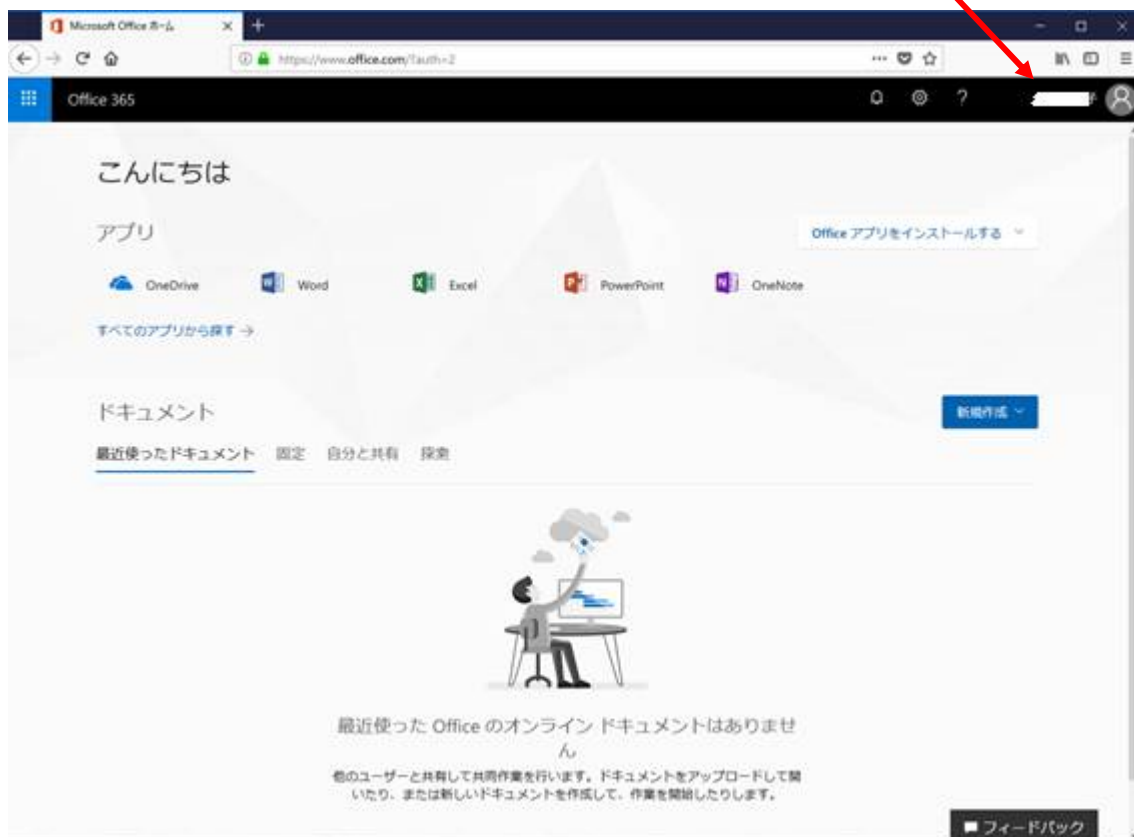 Microsoft Office ホーム
https://www.office.com/?auth=2
Office 365
?
こんにちは
アプリ
Office アプリをインストールする
OneDrive
Word
Excel
PowerPoint
OneNote
すべてのアプリから探す →
ドキュメント
新規作成
最近使ったドキュメント 固定 自分と共有 探索
最近使った Office のオンライン ドキュメントはありませ
ん
他のユーザーと共有して共同作業を行います。ドキュメントをアップロードして開
いたり、または新しいドキュメントを作成して、作業を開始したりします。
フィードバック